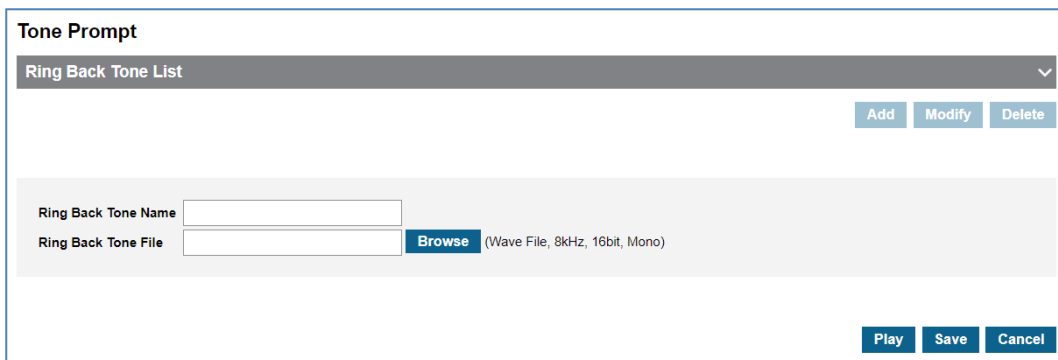 Tone Prompt
Ring Back Tone List
Add Modify Delete
Ring Back Tone Name
Ring Back Tone File Browse (Wave File, 8kHz, 16bit, Mono)
Play Save Cancel